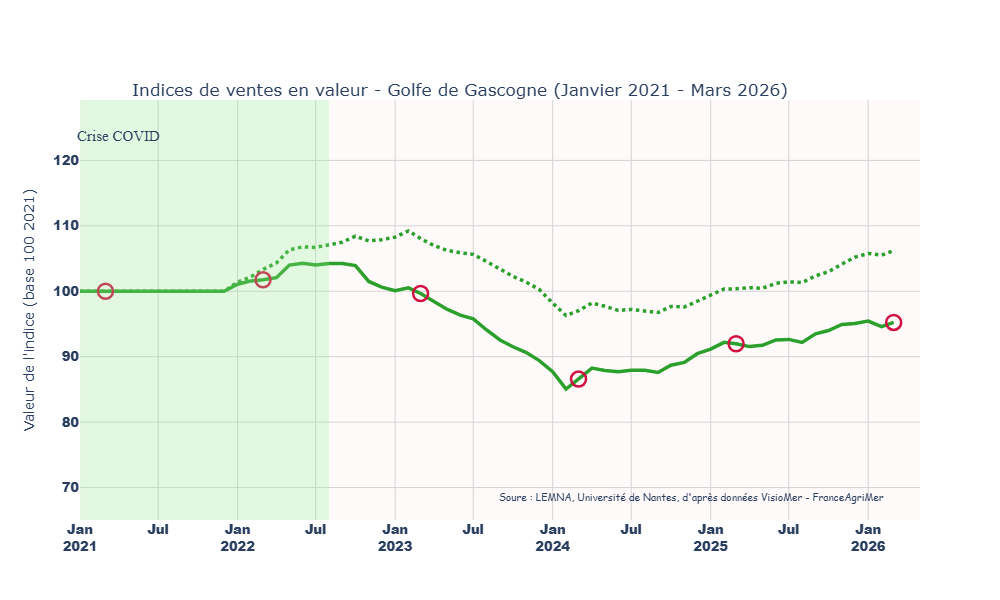 Indices de ventes en valeur - Golfe de Gascogne (Janvier 2021 - Mars 2026)
Crise COVID
Valeur de l'indice (base 100 2021)
120
110
100
90
80
70
Soure : LEMNA, Université de Nantes, d'après données VisioMer - FranceAgriMer
Jan Jul Jan Jul Jan Jul Jan Jul Jan Jul Jan
2021 2022 2023 2024 2025 2026